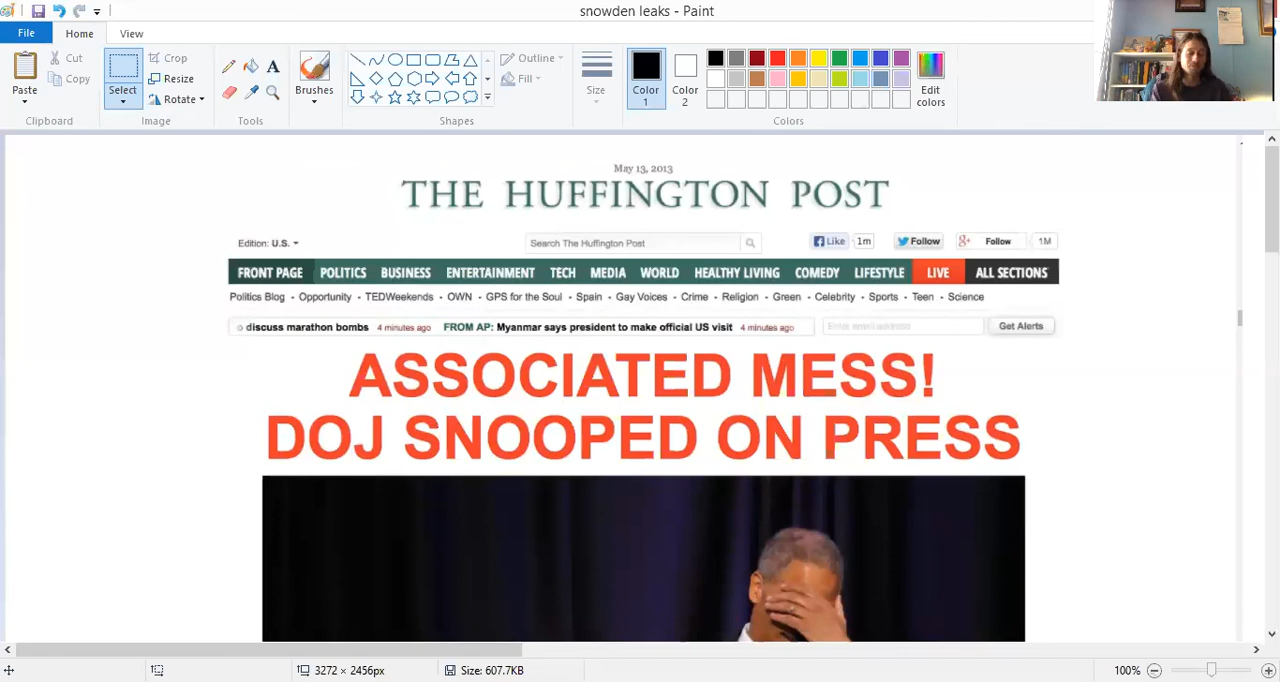 snowden leaks - Paint
File
Home
View
Paste
Cut
Copy
Clipboard
Select
Crop
Resize
Rotate
Image
A
Tools
Brushes
Outline
Fill
Shapes
Size
Color 1
Color 2
Edit colors
Colors
May 13, 2013
THE HUFFINGTON POST
Edition: U.S.
Search The Huffington Post
Like 1m
Follow
Follow 1M
FRONT PAGE POLITICS BUSINESS ENTERTAINMENT TECH MEDIA WORLD HEALTHY LIVING COMEDY LIFESTYLE LIVE ALL SECTIONS
Politics Blog • Opportunity • TEDWeekends • OWN • GPS for the Soul • Spain • Gay Voices • Crime • Religion • Green • Celebrity • Sports • Teen • Science
o discuss marathon bombs 4 minutes ago FROM AP: Myanmar says president to make official US visit 4 minutes ago Enter email address Get Alerts
ASSOCIATED MESS!
DOJ SNOOPED ON PRESS
3272 × 2456px
Size: 607.7KB
100%